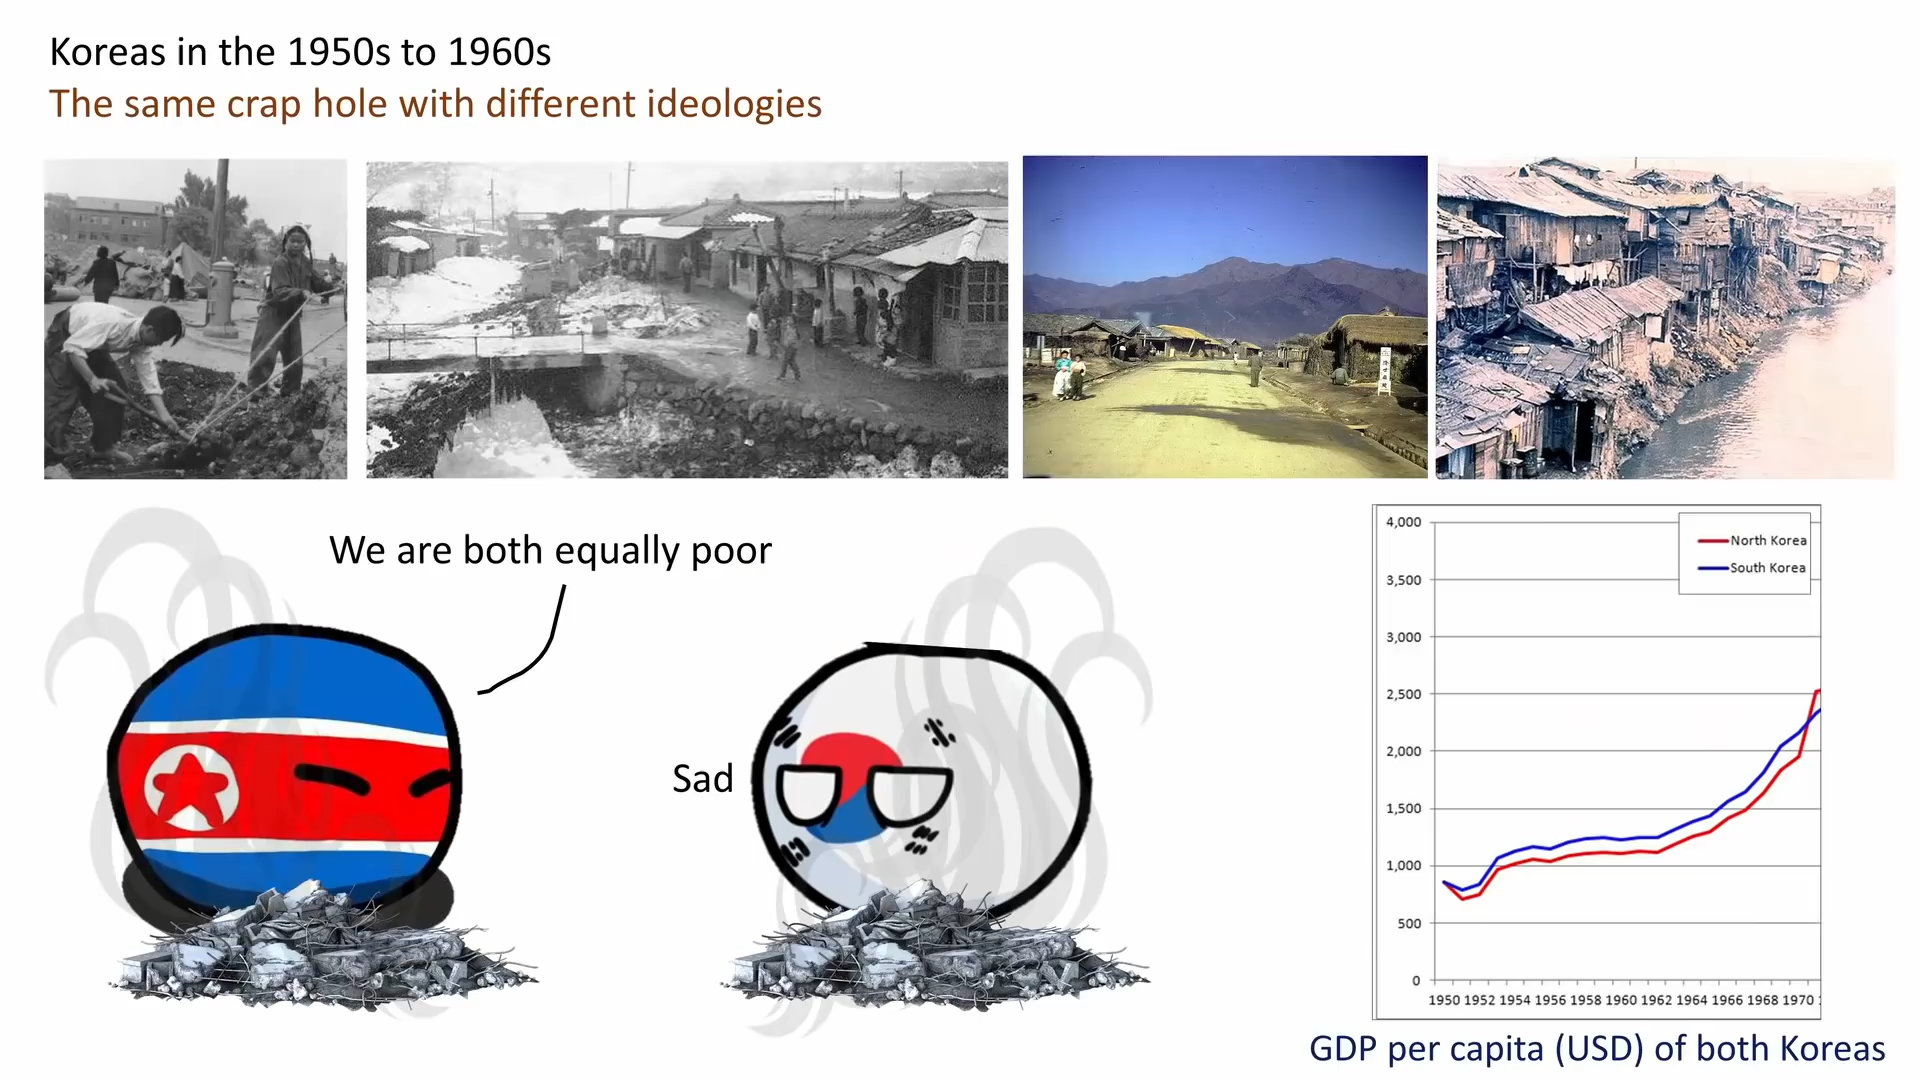 Koreas in the 1950s to 1960s
The same crap hole with different ideologies
We are both equally poor
Sad
4,000
3,500
3,000
2,500
2,000
1,500
1,000
500
0
North Korea
South Korea
1950 1952 1954 1956 1958 1960 1962 1964 1966 1968 1970
GDP per capita (USD) of both Koreas